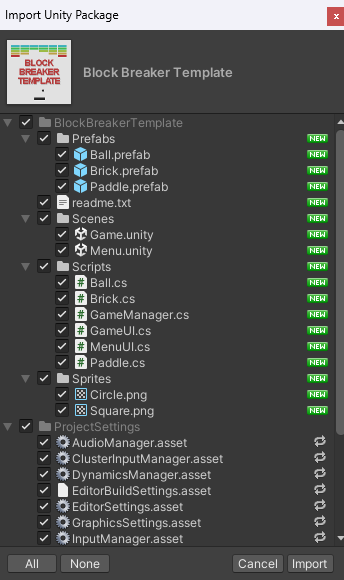 Import Unity Package
x
BLOCK
BREAKER
TEMPLATE
Block Breaker Template
BlockBreakerTemplate
Prefabs NEW
Ball.prefab NEW
Brick.prefab NEW
Paddle.prefab NEW
readme.txt NEW
Scenes NEW
Game.unity NEW
Menu.unity NEW
Scripts NEW
# Ball.cs NEW
# Brick.cs NEW
# GameManager.cs NEW
# GameUI.cs NEW
# MenuUI.cs NEW
# Paddle.cs NEW
Sprites NEW
Circle.png NEW
Square.png NEW
ProjectSettings
AudioManager.asset
ClusterInputManager.asset
DynamicsManager.asset
EditorBuildSettings.asset
EditorSettings.asset
GraphicsSettings.asset
InputManager.asset
All None Cancel Import